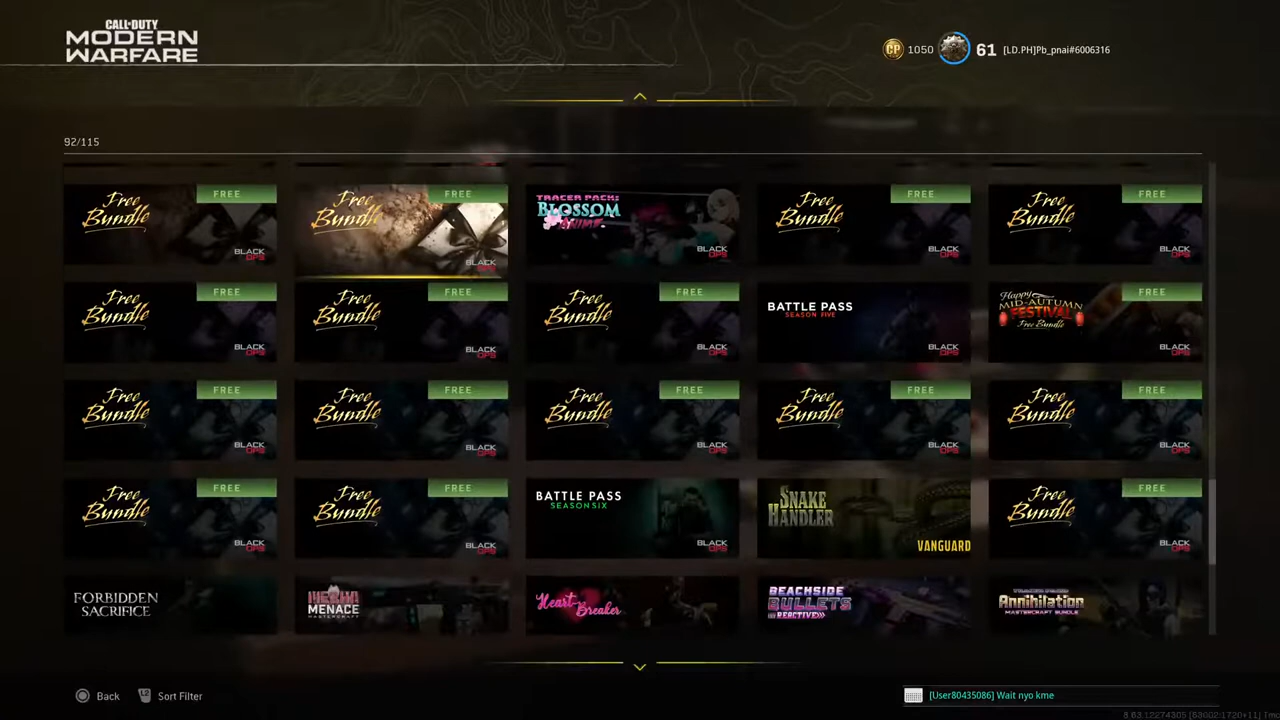 CALL OF DUTY
MODERN
WARFARE
CP 1050 61 [LD.PH]Pb_pnai#6006316
92/115
Free Bundle FREE BLACK OPS
Free Bundle FREE BLACK OPS
TRACER PACK: BLOSSOM ANIME BLACK OPS
Free Bundle FREE BLACK OPS
Free Bundle FREE BLACK OPS
Free Bundle FREE BLACK OPS
Free Bundle FREE BLACK OPS
Free Bundle FREE BLACK OPS
BATTLE PASS SEASON FIVE BLACK OPS
Happy MID-AUTUMN FESTIVAL Free Bundle FREE BLACK OPS
Free Bundle FREE BLACK OPS
Free Bundle FREE BLACK OPS
Free Bundle FREE BLACK OPS
Free Bundle FREE BLACK OPS
Free Bundle FREE BLACK OPS
Free Bundle FREE BLACK OPS
Free Bundle FREE BLACK OPS
BATTLE PASS SEASON SIX BLACK OPS
SNAKE HANDLER VANGUARD
Free Bundle FREE BLACK OPS
FORBIDDEN SACRIFICE
MECHA MENACE MASTERCRAFT
Heart Breaker
BEACHSIDE BULLETS REACTIVE
Annihilation MASTERCRAFT BUNDLE
Back L2 Sort Filter
[User80435086] Wait nyo kme